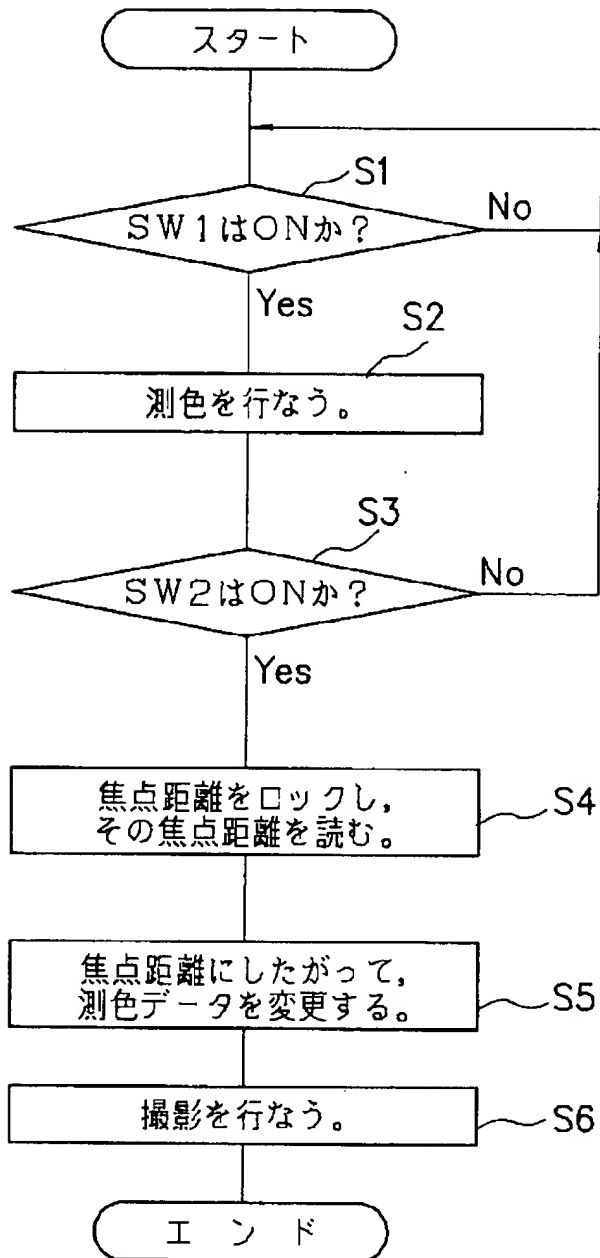 スタート
S1
SW1はONか?
No
Yes
S2
測色を行なう。
S3
SW2はONか?
No
Yes
焦点距離をロックし,
その焦点距離を読む。
S4
焦点距離にしたがって,
測色データを変更する。
S5
撮影を行なう。
S6
エンド